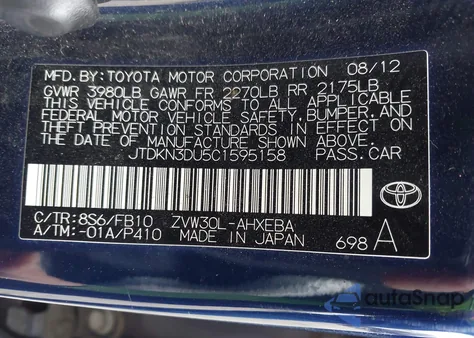 MFD.BY:TOYOTA MOTOR CORPORATION 08/12
GVWR 3980LB GAWR FR 2270LB RR 2175LB
THIS VEHICLE CONFORMS TO ALL APPLICABLE
FEDERAL MOTOR VEHICLE SAFETY,BUMPER,AND
THEFT PREVENTION STANDARDS IN EFFECT ON
THE DATE OF MANUFACTURE SHOWN ABOVE.
JTDKN3DU5C1595158 PASS.CAR
C/TR:8S6/FB10 ZVW30L-AHXEBA
A/TM:-01A/P410 MADE IN JAPAN 698 A
autoSnap